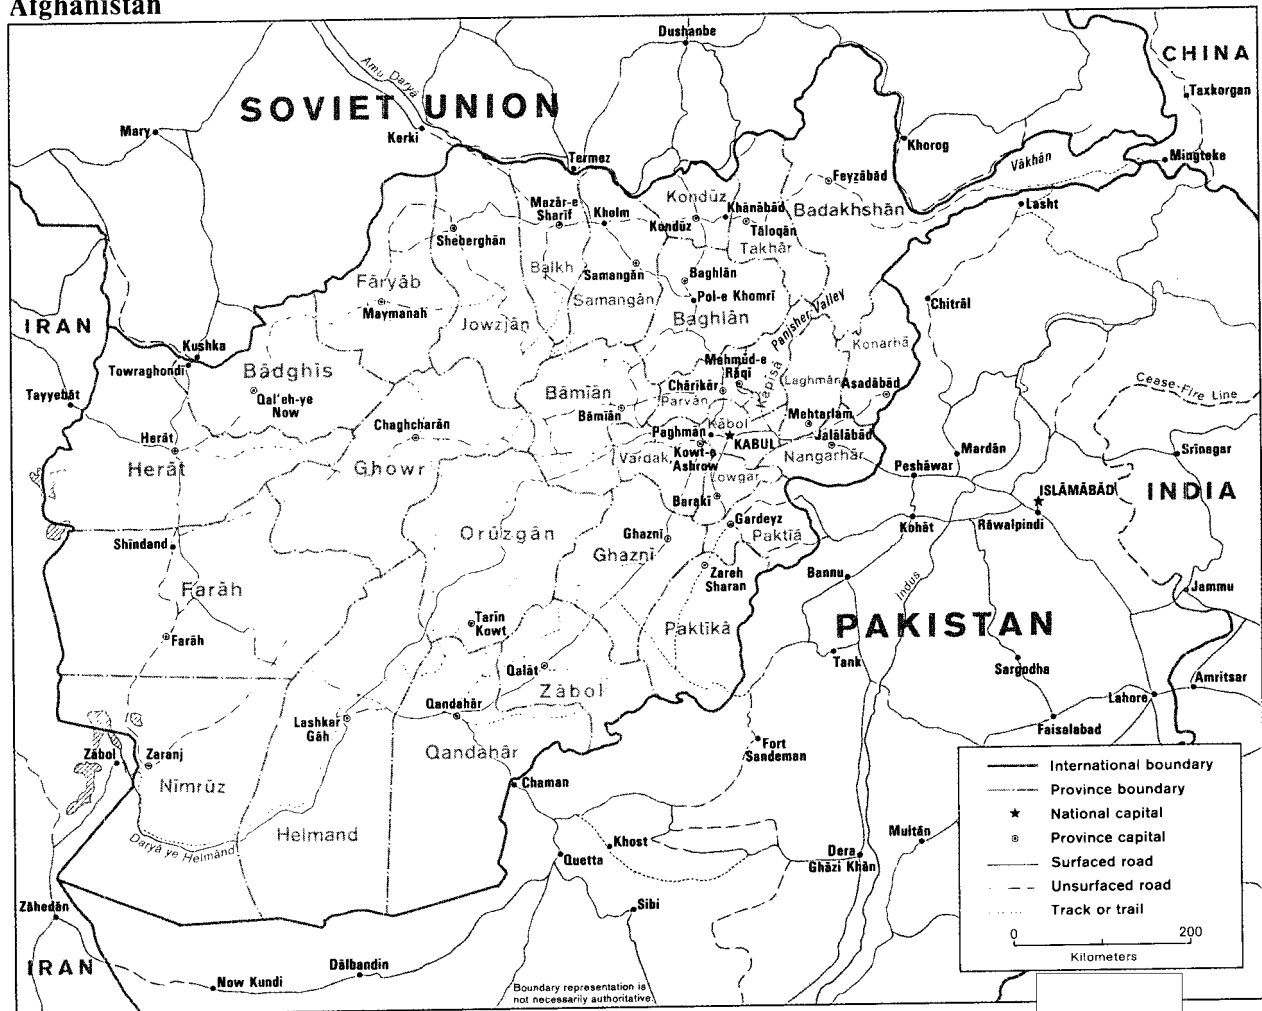 Afghanistan
Dushanbe
CHINA
Amu Darya
SOVIET UNION
Taxkorgan
Mary
Kerki
Khorog
Termez
Vākhān
Mingteke
Feyẕābād
Kondūz
Mazār-e
Sharīf
Kholm
Khānābād
Badakhshān
Lasht
Kondūz
Tāloqān
Sheberghān
Takhār
Balkh
Samangān
Baghlān
Fāryāb
Samangān
Pol-e Khomrī
Chitrāl
Maymanah
Jowzjān
Baghlān
Panjsher Valley
IRAN
Kushka
Konarhā
Towraghondī
Mahmūd-e
Rāqī
Bādghīs
Kāpīsā
Laghmān
Asadābād
Cease-Fire Line
Tayyebāt
Qal'eh-ye
Now
Bāmīān
Chārīkār
Parvān
Bāmīān
Mehtarlām
Chaghcharān
Kābol
Herāt
Paghmān
KABUL
Jalālābād
Mardān
Srīnagar
Herāt
Ghowr
Vardak
Kowt-e
Ashrow
Nangarhār
Peshāwar
Lowgar
ISLĀMĀBĀD
INDIA
Barakī
Gardeyz
Kohāt
Rāwalpindi
Shīndand
Orūzgān
Ghaznī
Ghaznī
Paktīā
Zareh
Sharan
Bannu
Indus
Jammu
Farāh
Tarīn
Kowt
Paktīkā
PAKISTAN
Farāh
Tank
Qalāt
Sargodha
Amritsar
Zābol
Lahore
Lashkar
Gāh
Qandahār
Faisalabad
Zābol
Zaranj
Qandahār
Fort
Sandeman
Nīmrūz
Chaman
Helmand
Daryā ye Helmānd
Khost
Multān
Quetta
Dera
Ghāzi Khān
Zāhedān
Sibi
IRAN
Dālbandin
Now Kundi
Boundary representation is
not necessarily authoritative.
International boundary
Province boundary
National capital
Province capital
Surfaced road
Unsurfaced road
Track or trail
0 200
Kilometers